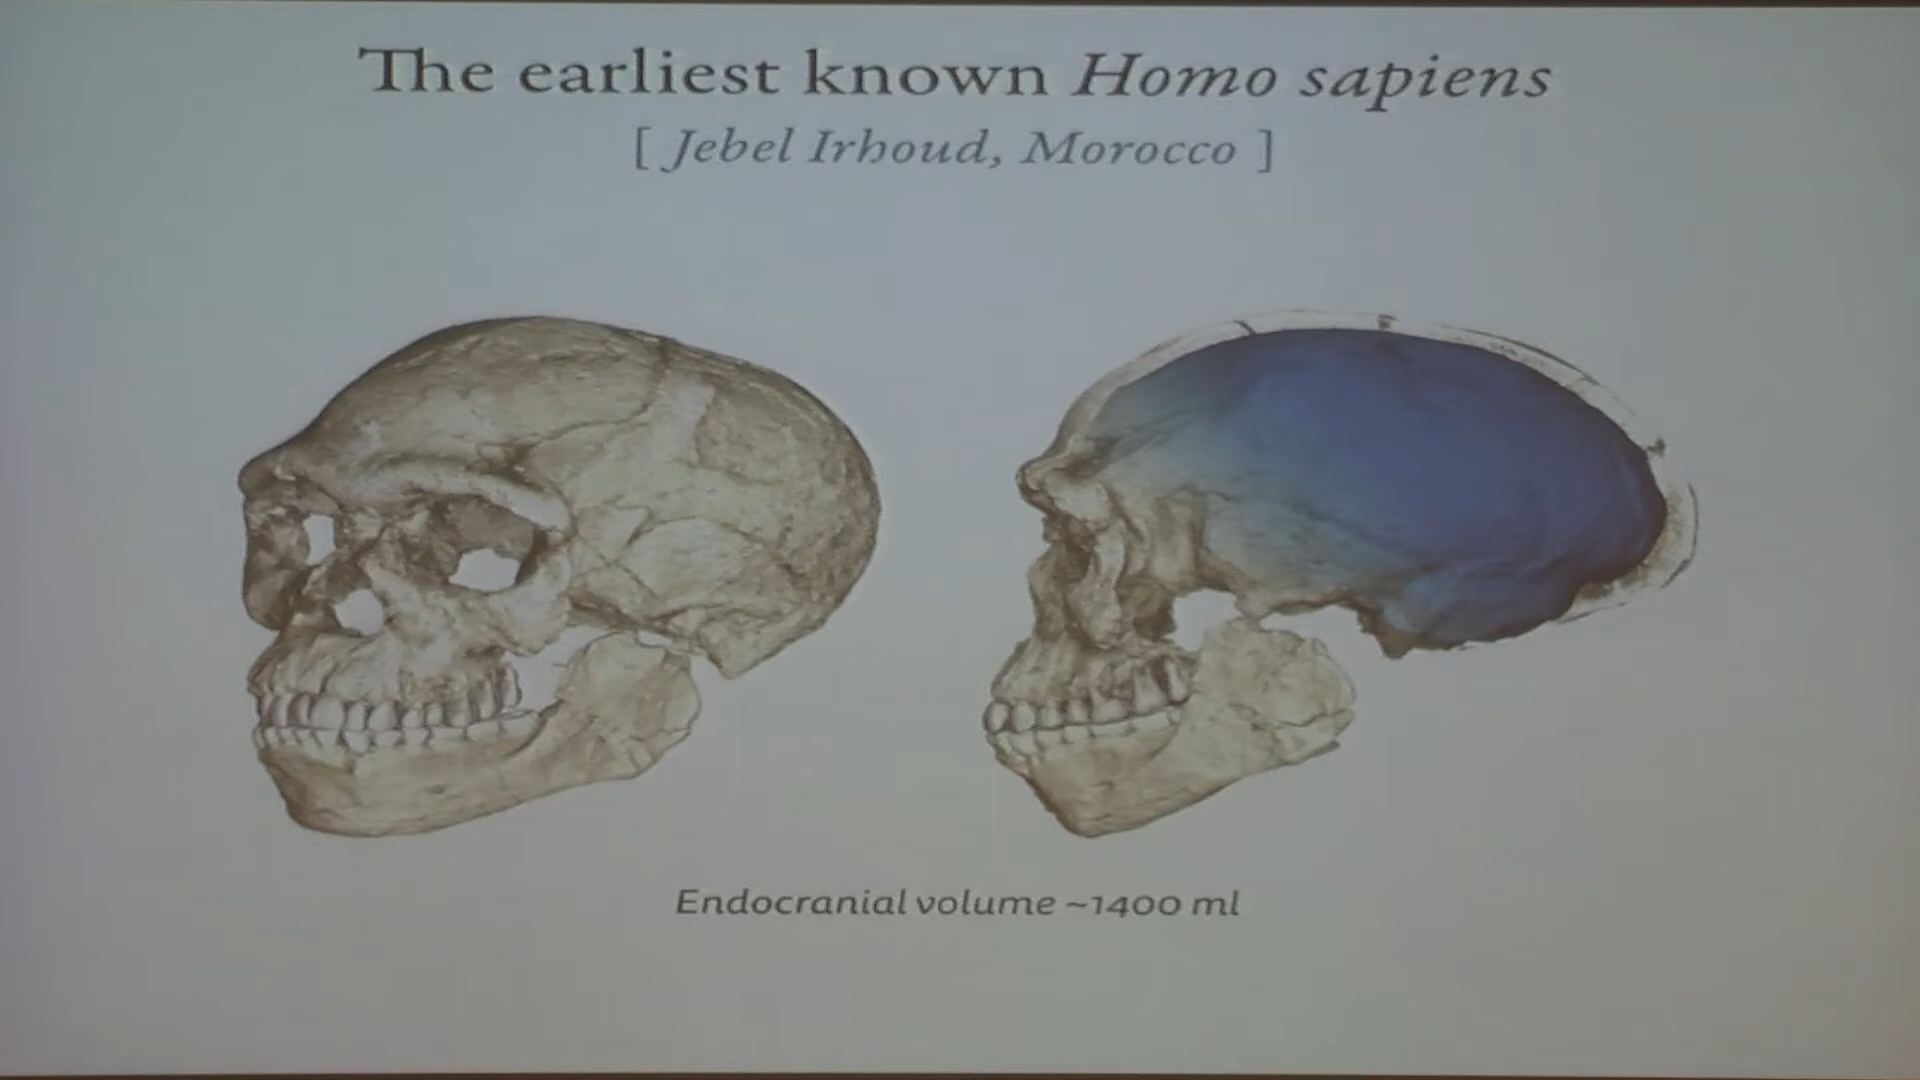 The earliest known Homo sapiens
[ Jebel Irhoud, Morocco ]
Endocranial volume ~1400 ml